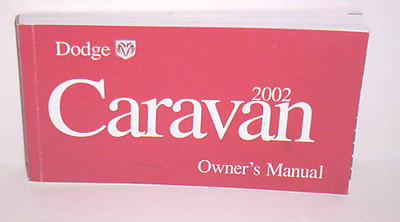 Dodge
2002
Caravan
Owner's Manual